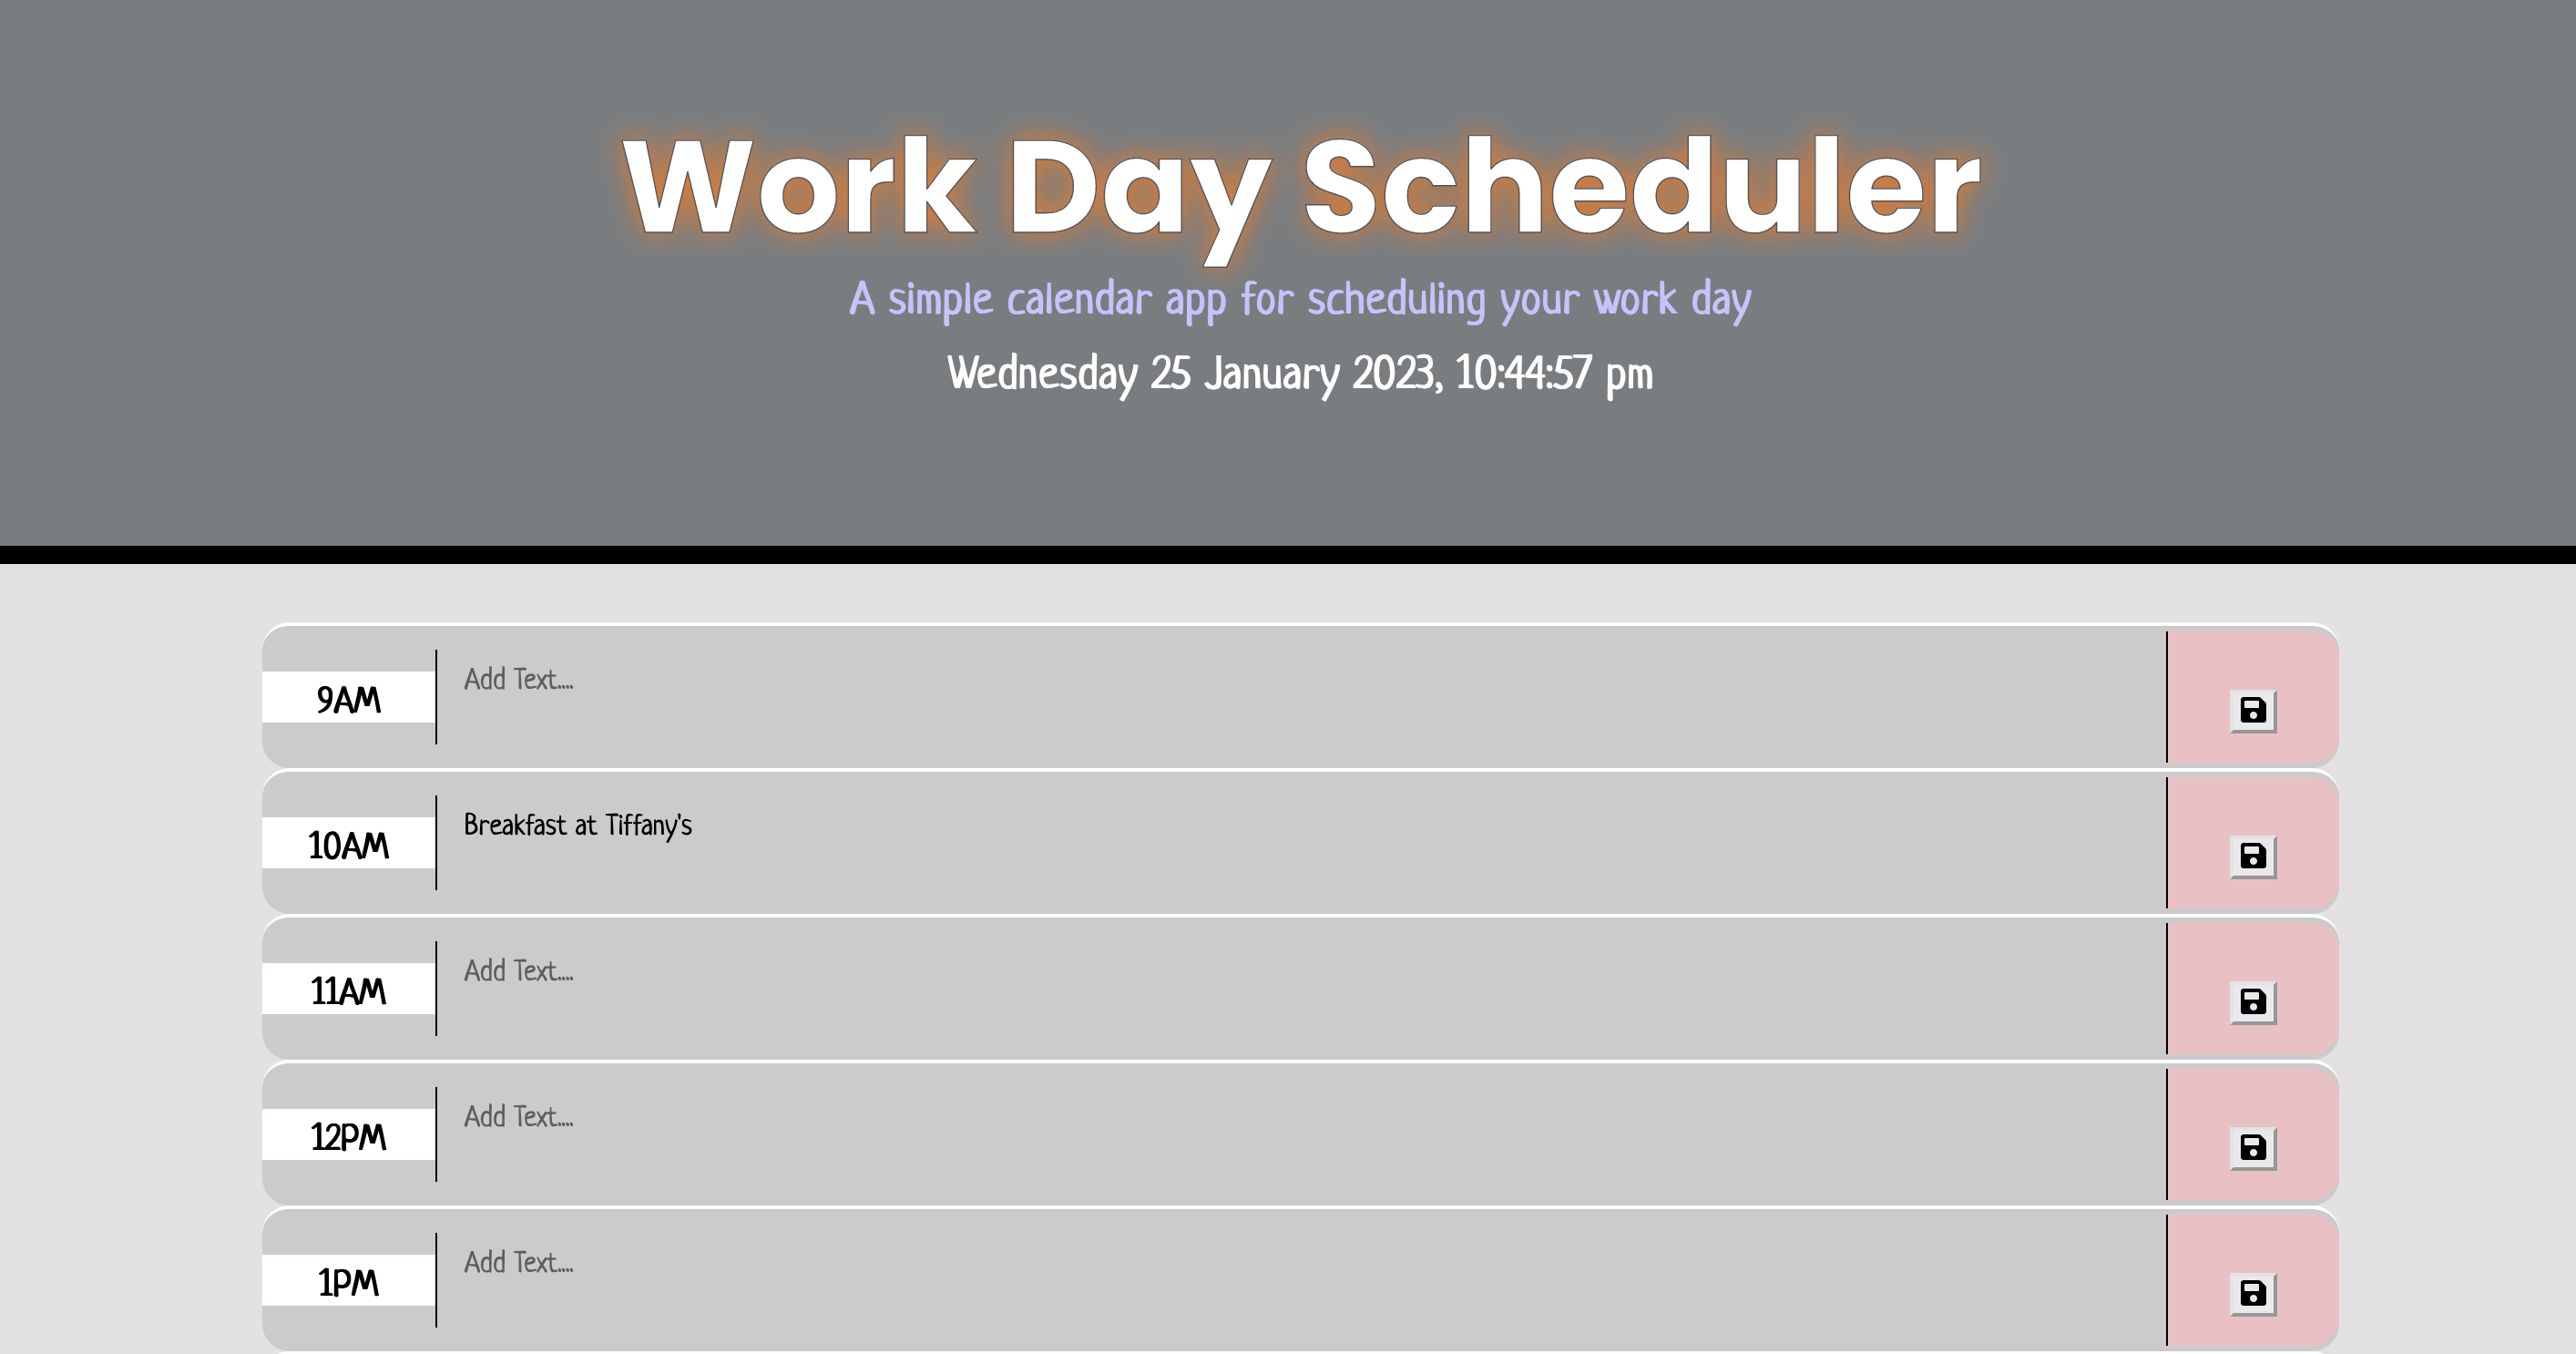 Work Day Scheduler
A simple calendar app for scheduling your work day
Wednesday 25 January 2023, 10:44:57 pm
9AM
Add Text....
10AM
Breakfast at Tiffany's
11AM
Add Text....
12PM
Add Text....
1PM
Add Text....